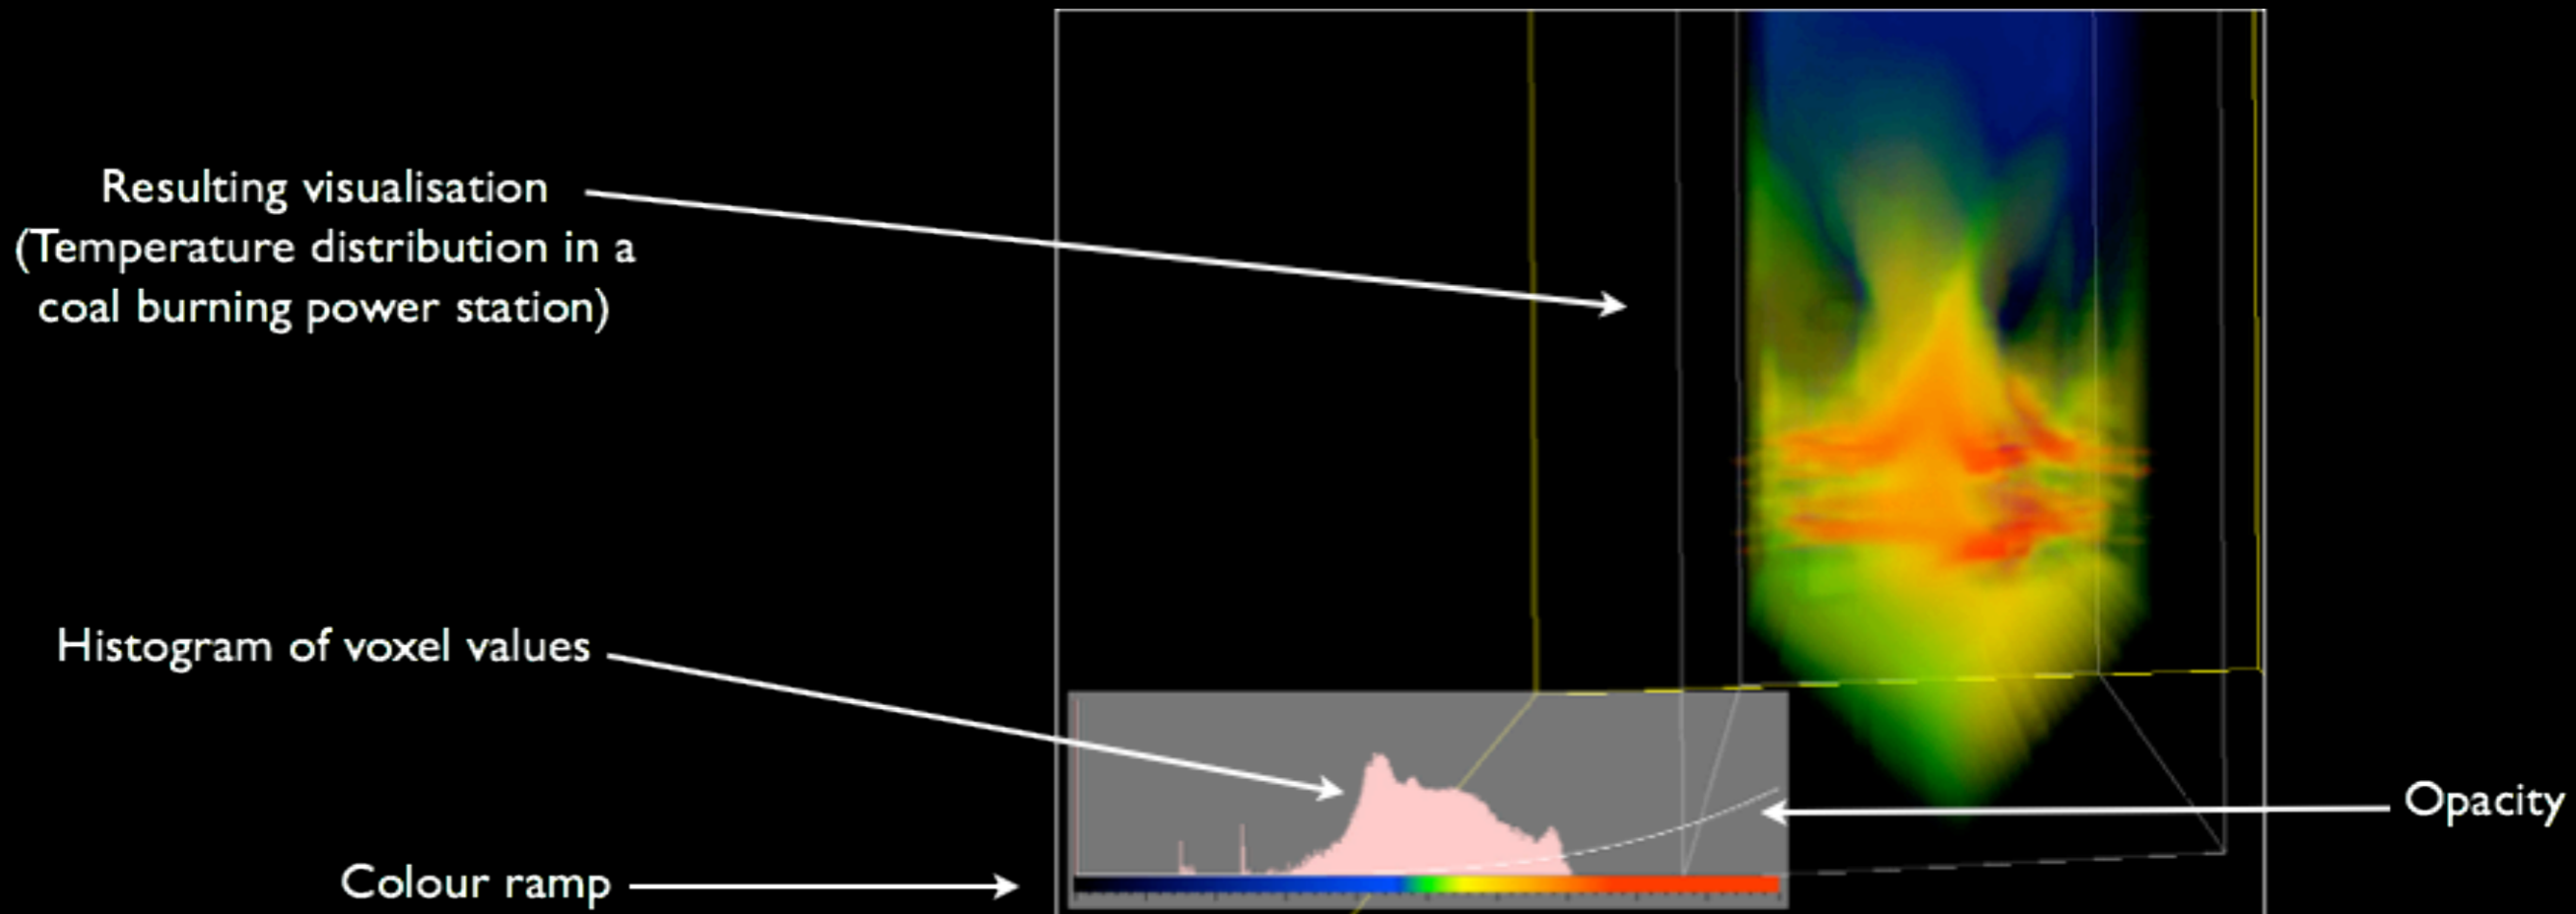 Resulting visualisation
(Temperature distribution in a
coal burning power station)
Histogram of voxel values
Opacity
Colour ramp